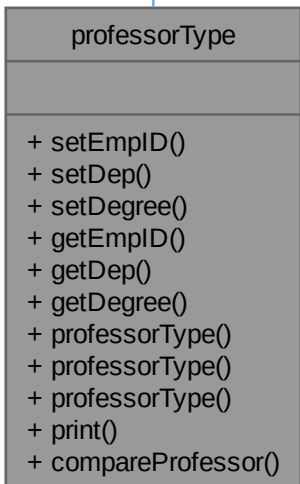 professorType
+ setEmpID()
+ setDep()
+ setDegree()
+ getEmpID()
+ getDep()
+ getDegree()
+ professorType()
+ professorType()
+ professorType()
+ print()
+ compareProfessor()